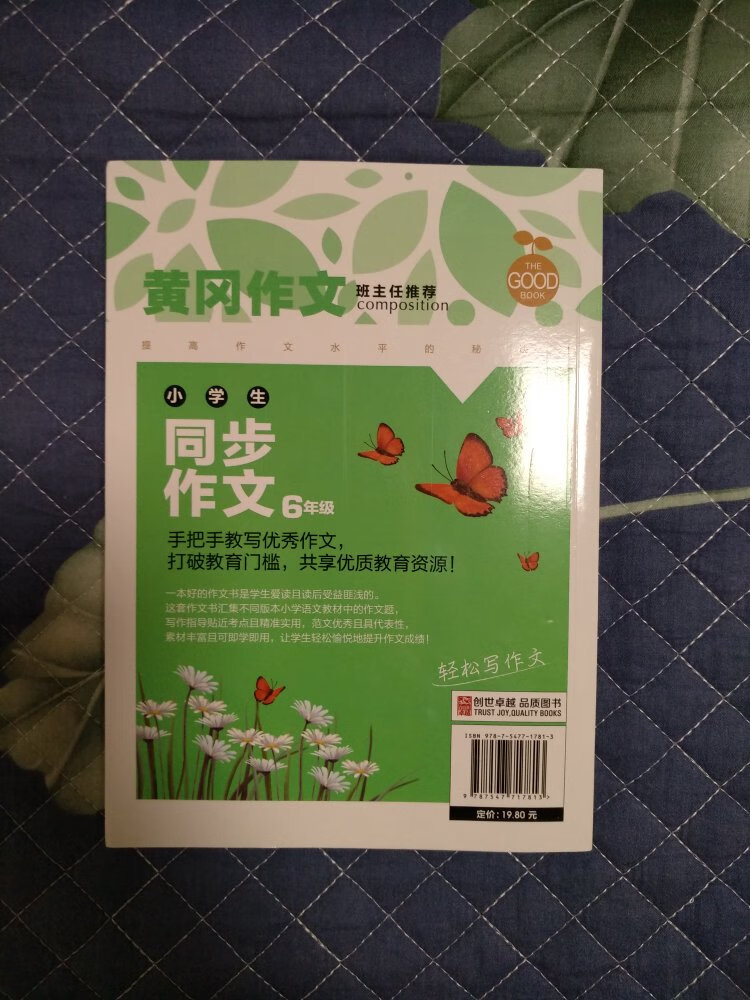 黄冈作文 班主任推荐
composition
THE
GOOD
BOOK
提高作文水平的秘诀
小学生
同步
作文6年级
手把手教写优秀作文，
打破教育门槛，共享优质教育资源！
一本好的作文书是学生爱读且读后受益匪浅的。
这套作文书汇集不同版本小学语文教材中的作文题，
写作指导贴近考点且精准实用，范文优秀且具代表性，
素材丰富且可即学即用，让学生轻松愉悦地提升作文成绩！
轻松写作文
创世卓越 品质图书
TRUST JOY,QUALITY BOOKS
ISBN 978-7-5477-1781-3
9 787547 717813>
定价：19.80 元